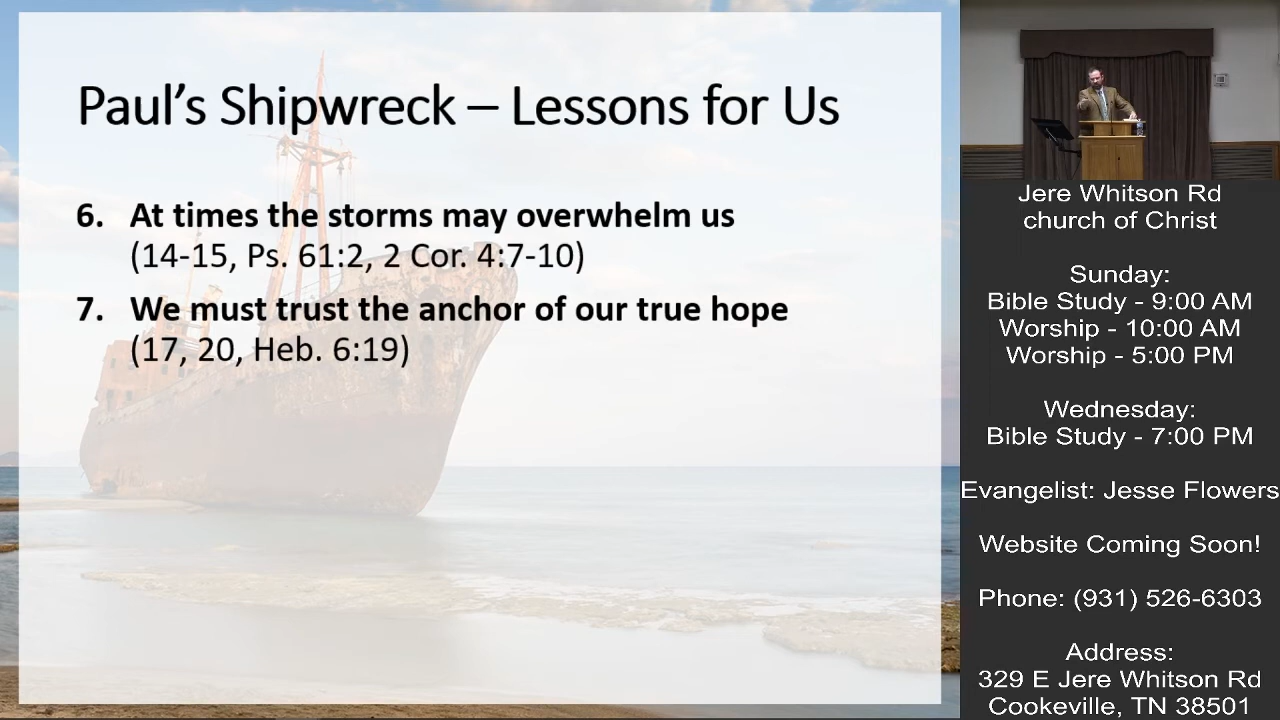 Paul's Shipwreck – Lessons for Us
6. At times the storms may overwhelm us
(14-15, Ps. 61:2, 2 Cor. 4:7-10)
7. We must trust the anchor of our true hope
(17, 20, Heb. 6:19)
Jere Whitson Rd
church of Christ
Sunday:
Bible Study - 9:00 AM
Worship - 10:00 AM
Worship - 5:00 PM
Wednesday:
Bible Study - 7:00 PM
Evangelist: Jesse Flowers
Website Coming Soon!
Phone: (931) 526-6303
Address:
329 E Jere Whitson Rd
Cookeville, TN 38501